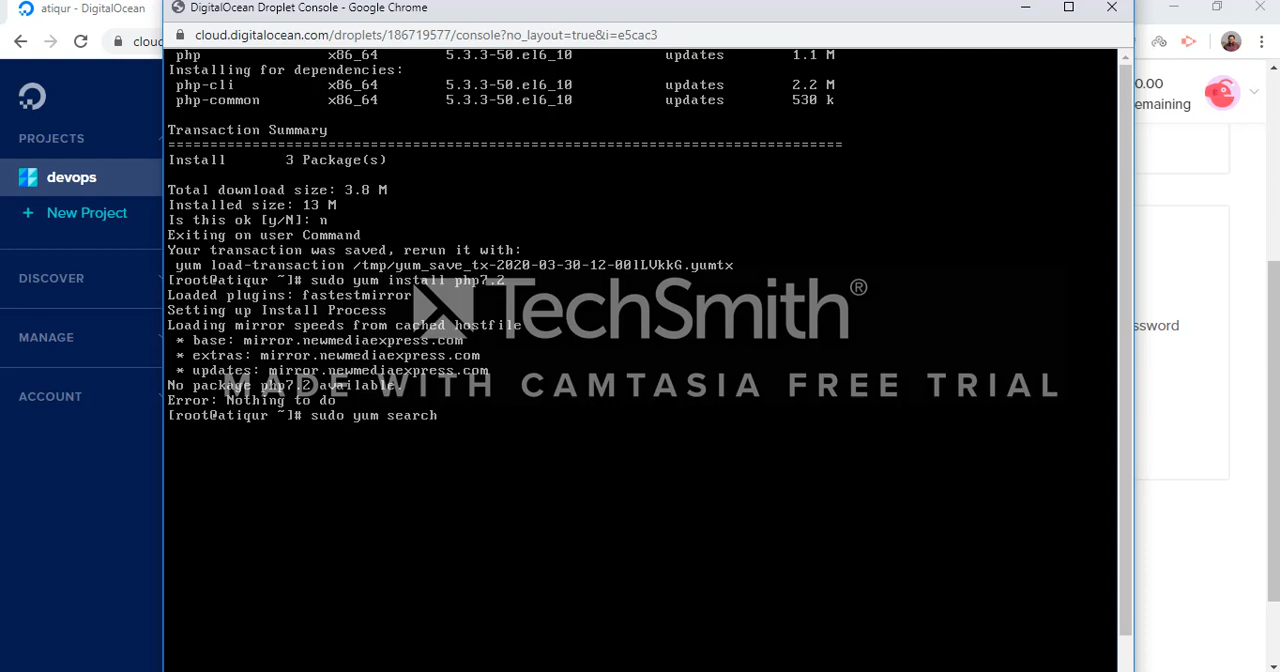 atiqur - DigitalOcean
DigitalOcean Droplet Console - Google Chrome
cloud.digitalocean.com/droplets/186719577/console?no_layout=true&i=e5cac3
clou
PROJECTS
devops
+ New Project
DISCOVER
MANAGE
ACCOUNT
php x86_64 5.3.3-50.el6_10 updates 1.1 M
Installing for dependencies:
php-cli x86_64 5.3.3-50.el6_10 updates 2.2 M
php-common x86_64 5.3.3-50.el6_10 updates 530 k
Transaction Summary
================================================================================
Install 3 Package(s)
Total download size: 3.8 M
Installed size: 13 M
Is this ok [y/N]: n
Exiting on user Command
Your transaction was saved, rerun it with:
yum load-transaction /tmp/yum_save_tx-2020-03-30-12-00lLVkkG.yumtx
[root@atiqur ~]# sudo yum install php7.2
Loaded plugins: fastestmirror
Setting up Install Process
Loading mirror speeds from cached hostfile
* base: mirror.newmediaexpress.com
* extras: mirror.newmediaexpress.com
* updates: mirror.newmediaexpress.com
No package php7.2 available.
Error: Nothing to do
[root@atiqur ~]# sudo yum search
TechSmith®
MADE WITH CAMTASIA FREE TRIAL
0.00
emaining
ssword